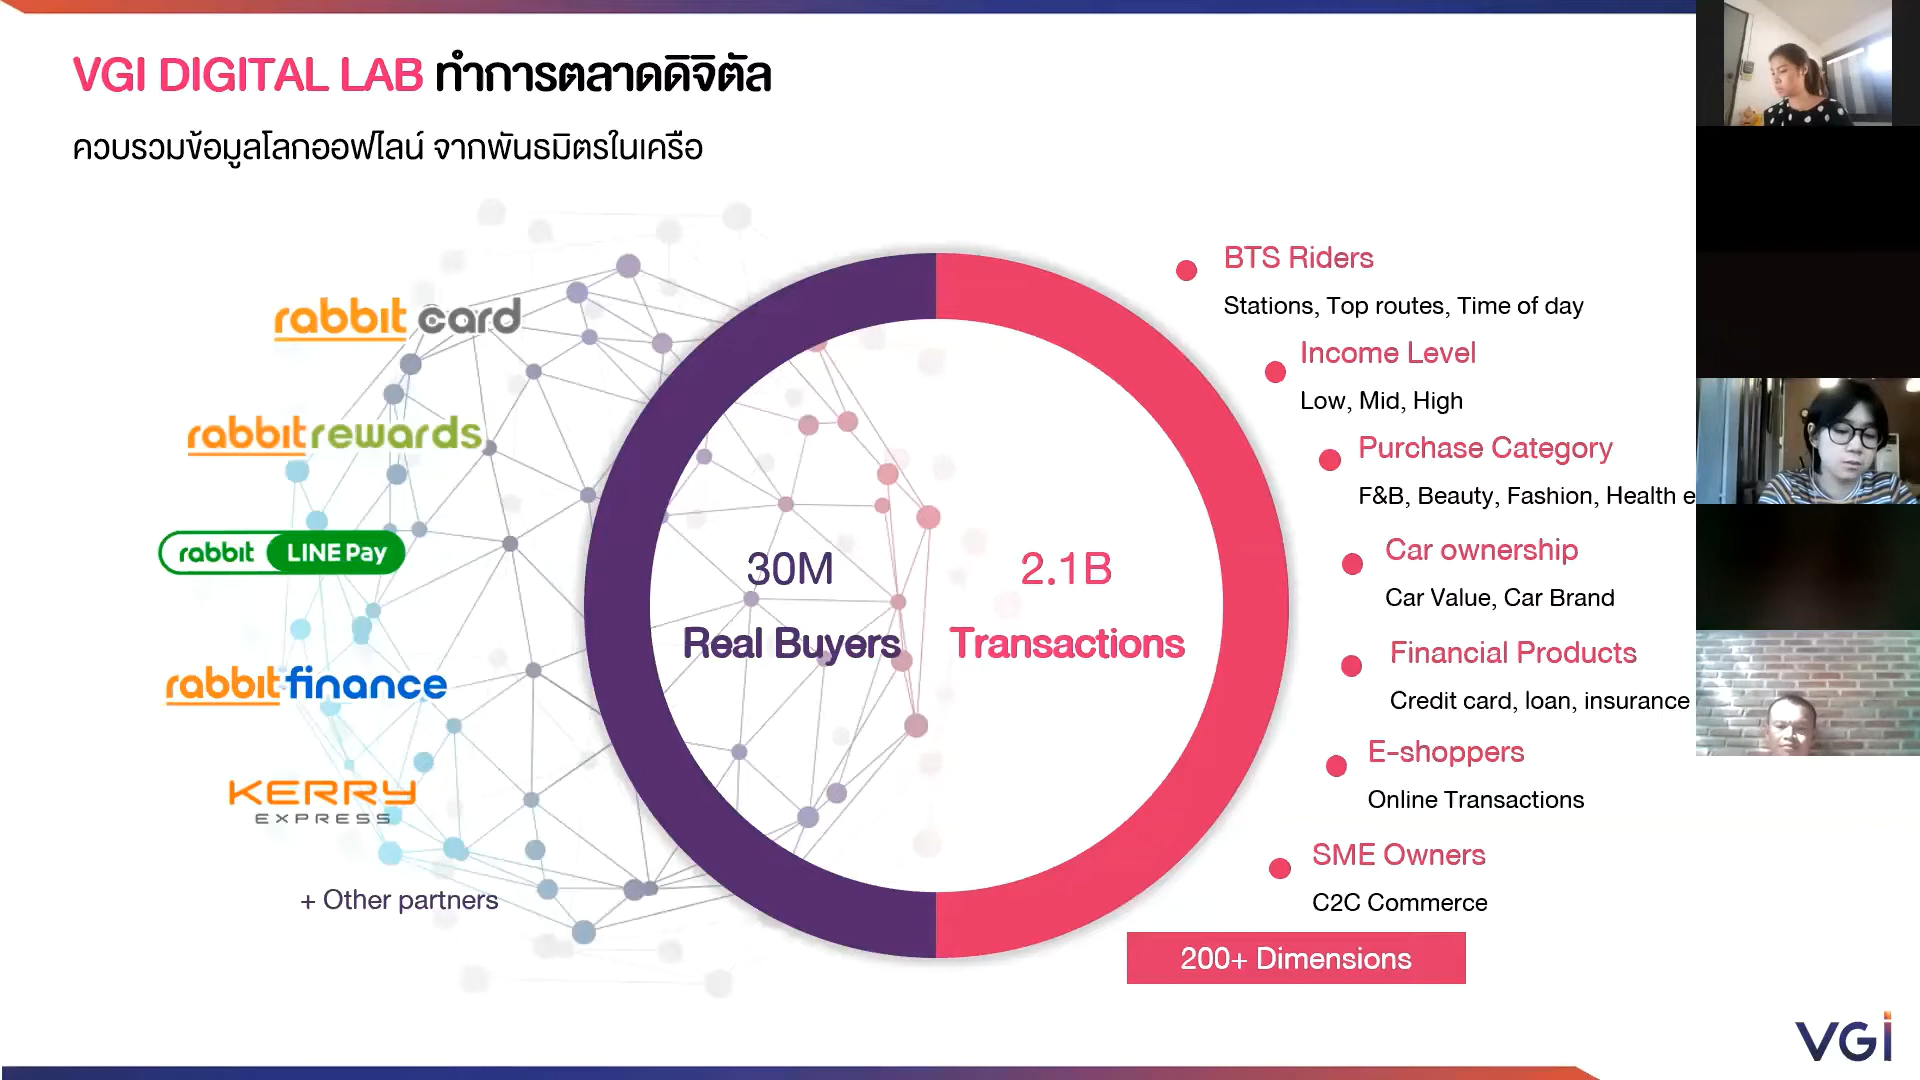 VGI DIGITAL LAB ทำการตลาดดิจิตัล
ควบรวมข้อมูลโลกออฟไลน์ จากพันธมิตรในเครือ
rabbit card
rabbit rewards
rabbit LINE Pay
rabbit finance
KERRY
EXPRESS
+ Other partners
30M
Real Buyers
2.1B
Transactions
BTS Riders
Stations, Top routes, Time of day
Income Level
Low, Mid, High
Purchase Category
F&B, Beauty, Fashion, Health e
Car ownership
Car Value, Car Brand
Financial Products
Credit card, loan, insurance
E-shoppers
Online Transactions
SME Owners
C2C Commerce
200+ Dimensions
VGI